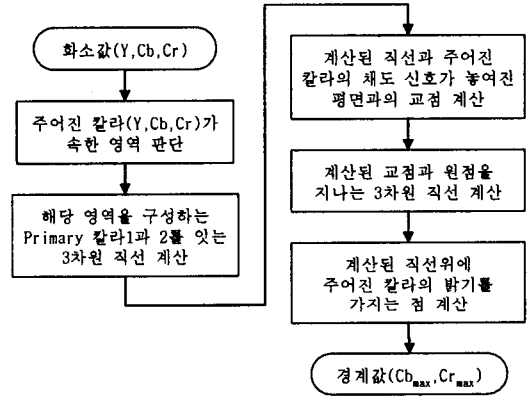 화소값(Y,Cb,Cr)
주어진 칼라(Y,Cb,Cr)가
속한 영역 판단
해당 영역을 구성하는
Primary 칼라1과 2를 잇는
3차원 직선 계산
계산된 직선과 주어진
칼라의 채도 신호가 놓여진
평면과의 교점 계산
계산된 교점과 원점을
지나는 3차원 직선 계산
계산된 직선위에
주어진 칼라의 밝기를
가지는 점 계산
경계값(Cbmax,Crmax)